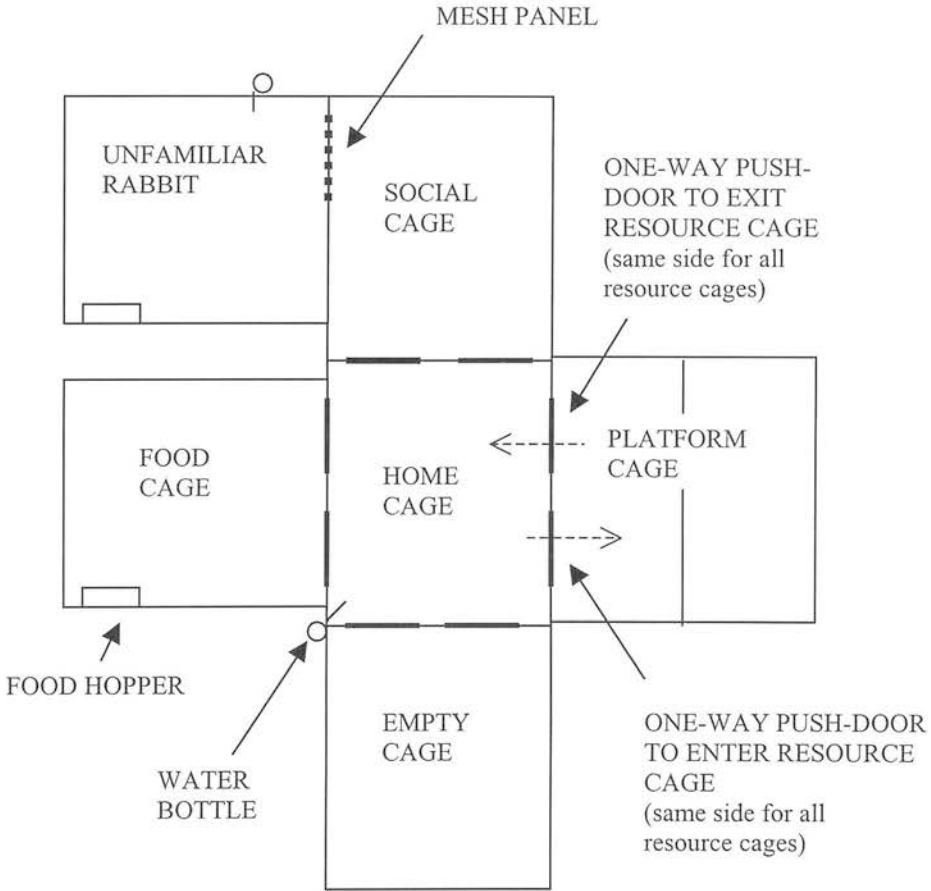 MESH PANEL
UNFAMILIAR
RABBIT
SOCIAL
CAGE
ONE-WAY PUSH-
DOOR TO EXIT
RESOURCE CAGE
(same side for all
resource cages)
FOOD
CAGE
HOME
CAGE
PLATFORM
CAGE
FOOD HOPPER
WATER
BOTTLE
EMPTY
CAGE
ONE-WAY PUSH-DOOR
TO ENTER RESOURCE
CAGE
(same side for all
resource cages)